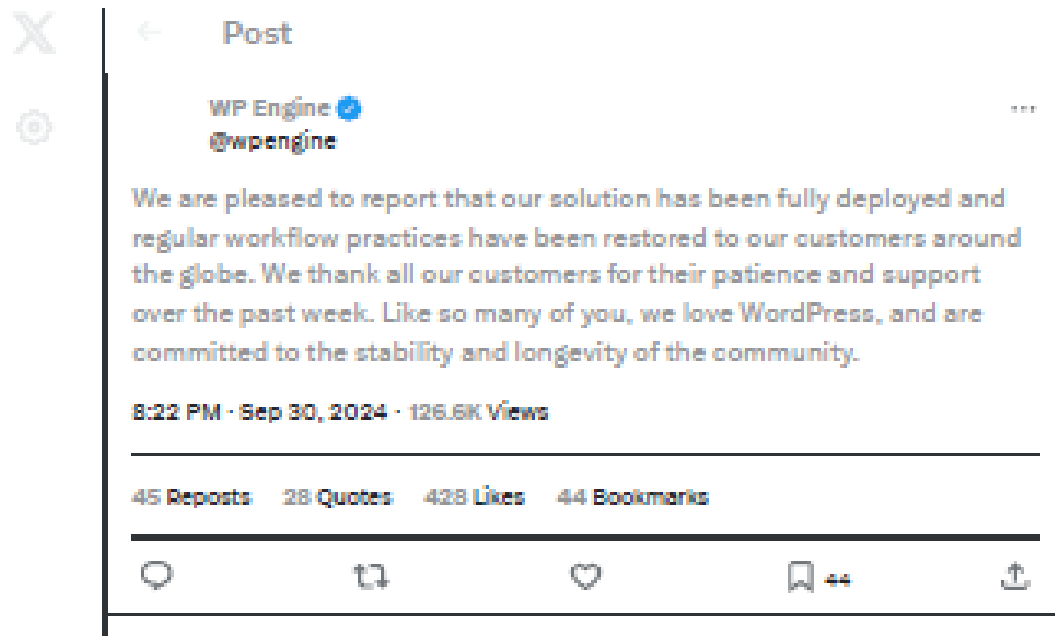 Post
WP Engine
@wpengine
We are pleased to report that our solution has been fully deployed and
regular workflow practices have been restored to our customers around
the globe. We thank all our customers for their patience and support
over the past week. Like so many of you, we love WordPress, and are
committed to the stability and longevity of the community.
8:22 PM · Sep 30, 2024 · 126.6K Views
45 Reposts 28 Quotes 428 Likes 44 Bookmarks
44